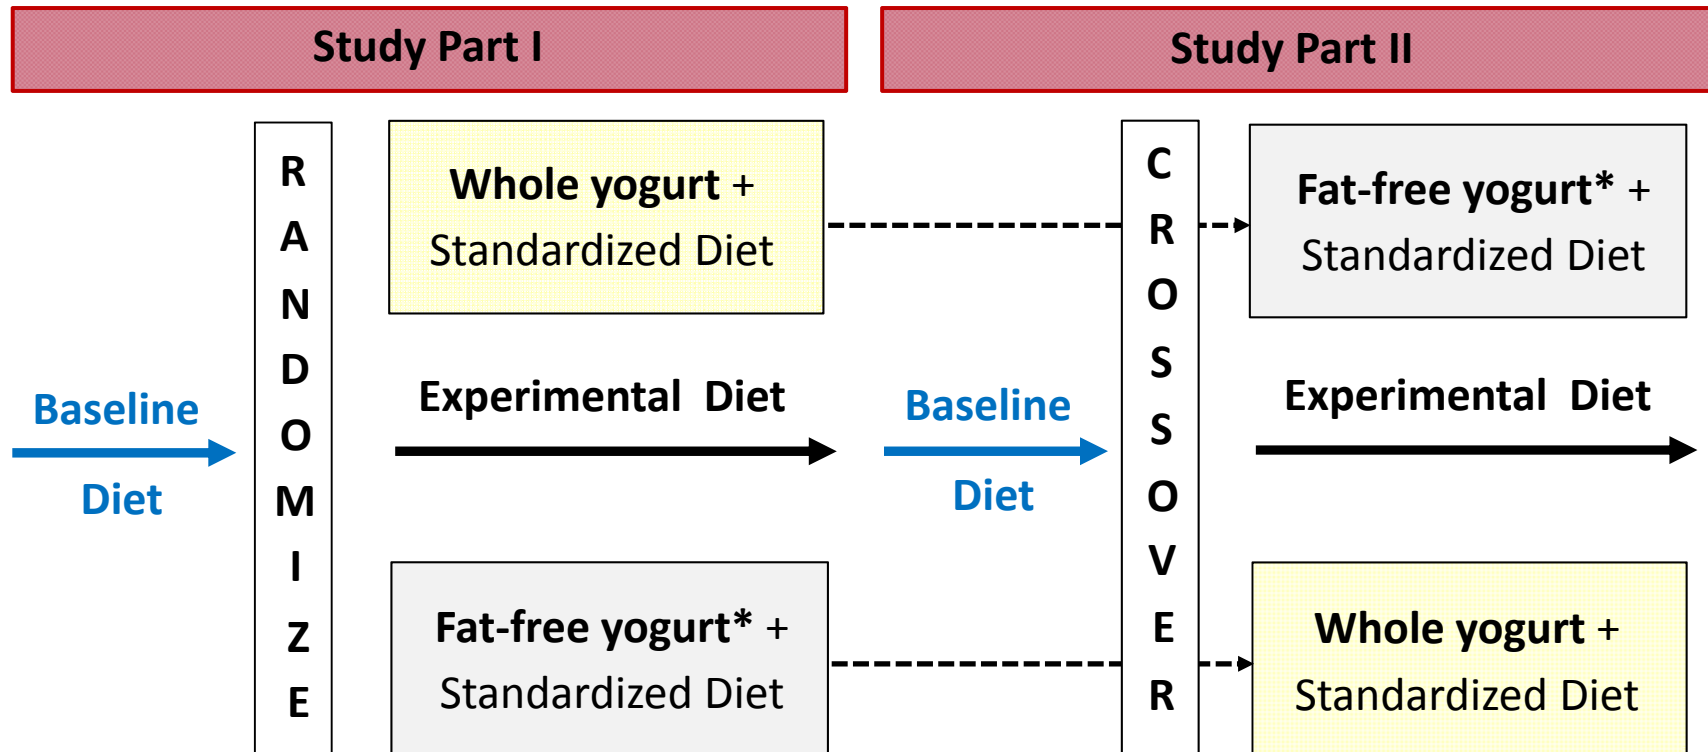 Study Part I
Study Part II
R
A
N
D
O
M
I
Z
E
Whole yogurt +
Standardized Diet
C
R
O
S
S
O
V
E
R
Fat-free yogurt* +
Standardized Diet
Baseline
Diet
Experimental Diet
Baseline
Diet
Experimental Diet
Fat-free yogurt* +
Standardized Diet
Whole yogurt +
Standardized Diet